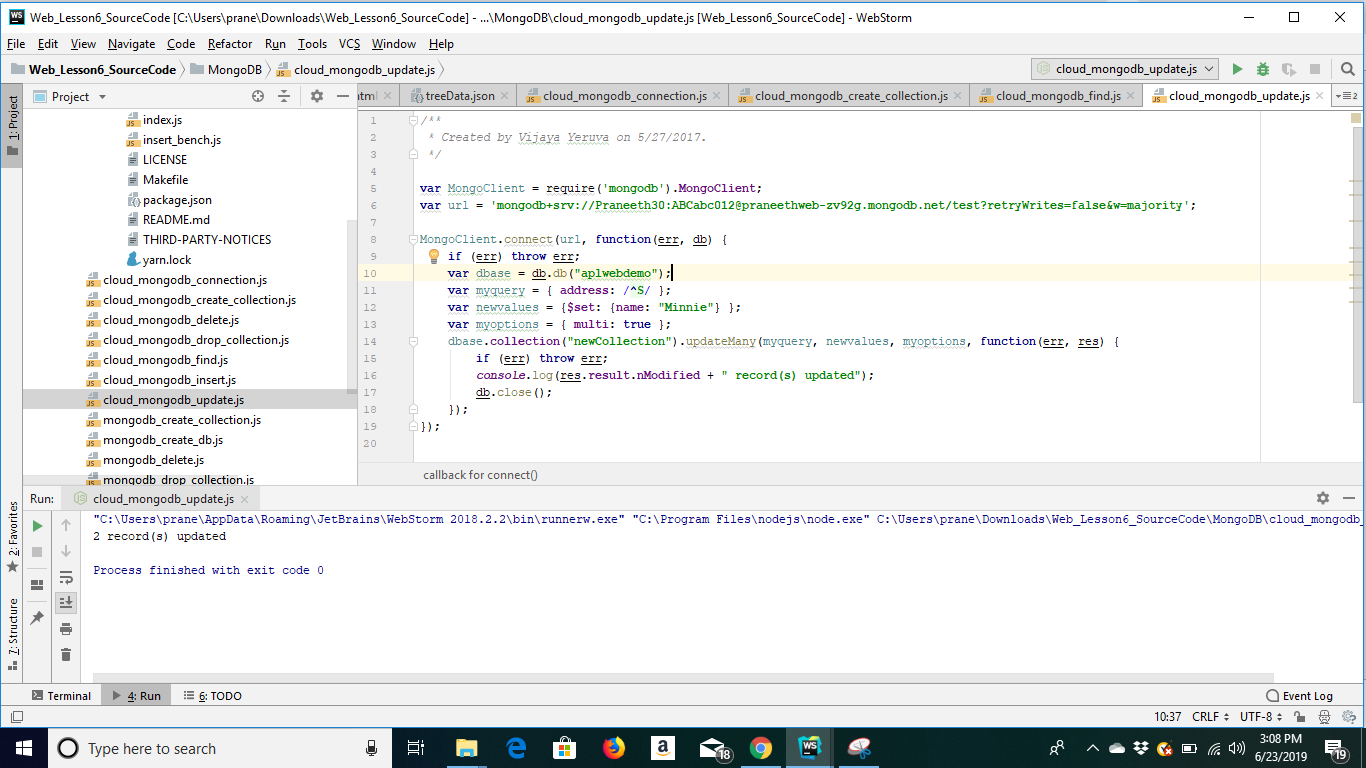 Web_Lesson6_SourceCode [C:\Users\prane\Downloads\Web_Lesson6_SourceCode] - ...\MongoDB\cloud_mongodb_update.js [Web_Lesson6_SourceCode] - WebStorm
File Edit View Navigate Code Refactor Run Tools VCS Window Help
Web_Lesson6_SourceCode MongoDB cloud_mongodb_update.js cloud_mongodb_update.js
Project html treeData.json cloud_mongodb_connection.js cloud_mongodb_create_collection.js cloud_mongodb_find.js cloud_mongodb_update.js 2
1: Project
index.js
insert_bench.js
LICENSE
Makefile
package.json
README.md
THIRD-PARTY-NOTICES
yarn.lock
cloud_mongodb_connection.js
cloud_mongodb_create_collection.js
cloud_mongodb_delete.js
cloud_mongodb_drop_collection.js
cloud_mongodb_find.js
cloud_mongodb_insert.js
cloud_mongodb_update.js
mongodb_create_collection.js
mongodb_create_db.js
mongodb_delete.js
mongodb_drop_collection.js
1 /**
2 * Created by Vijaya Yeruva on 5/27/2017.
3 */
4
5 var MongoClient = require('mongodb').MongoClient;
6 var url = 'mongodb+srv://Praneeth30:ABCabc012@praneethweb-zv92g.mongodb.net/test?retryWrites=false&w=majority';
7
8 MongoClient.connect(url, function(err, db) {
9 if (err) throw err;
10 var dbase = db.db("aplwebdemo");
11 var myquery = { address: /^S/ };
12 var newvalues = {$set: {name: "Minnie"} };
13 var myoptions = { multi: true };
14 dbase.collection("newCollection").updateMany(myquery, newvalues, myoptions, function(err, res) {
15 if (err) throw err;
16 console.log(res.result.nModified + " record(s) updated");
17 db.close();
18 });
19 });
20
callback for connect()
Run: cloud_mongodb_update.js
"C:\Users\prane\AppData\Roaming\JetBrains\WebStorm 2018.2.2\bin\runnerw.exe" "C:\Program Files\nodejs\node.exe" C:\Users\prane\Downloads\Web_Lesson6_SourceCode\MongoDB\cloud_mongodb_
2 record(s) updated
Process finished with exit code 0
2: Favorites
7: Structure
Terminal 4: Run 6: TODO Event Log
10:37 CRLF UTF-8
Type here to search 18 3:08 PM
6/23/2019 19